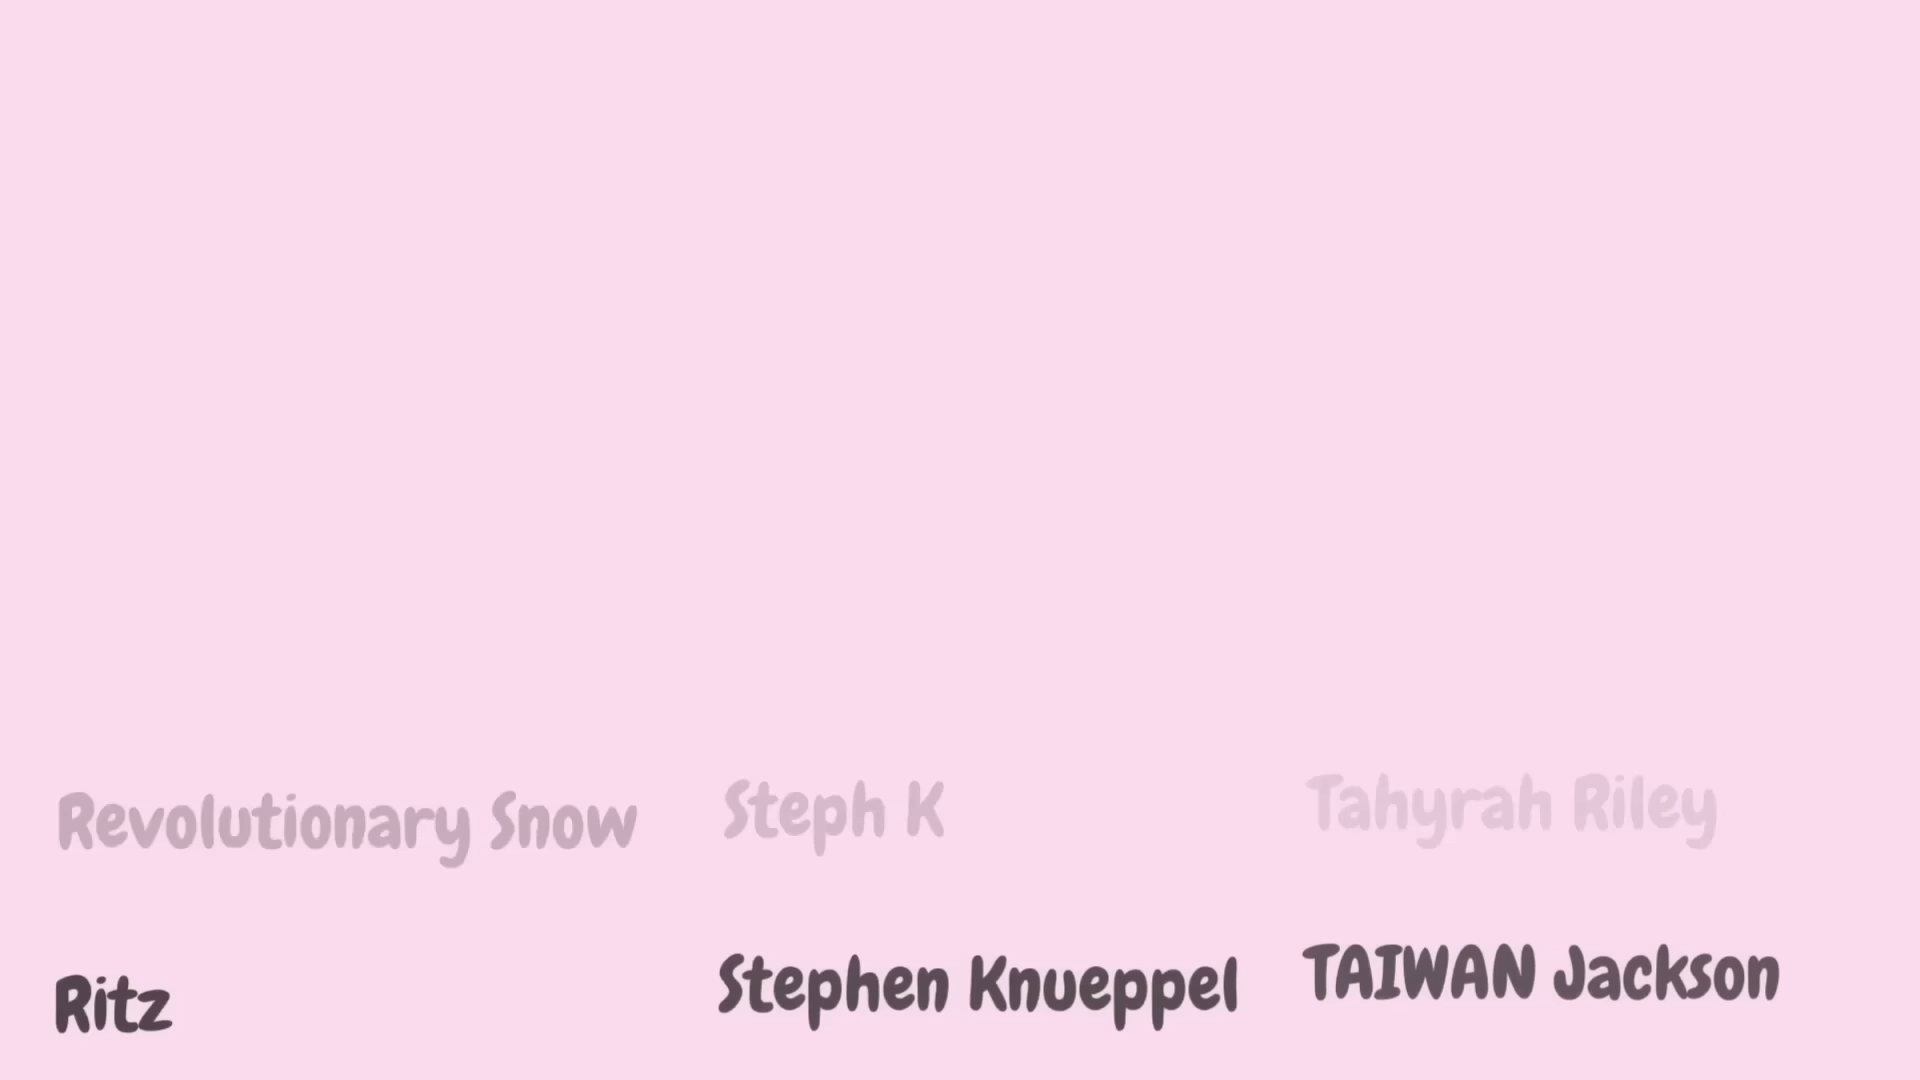 Revolutionary Snow
Steph K
Tahyrah Riley
Ritz
Stephen Knueppel
TAIWAN Jackson